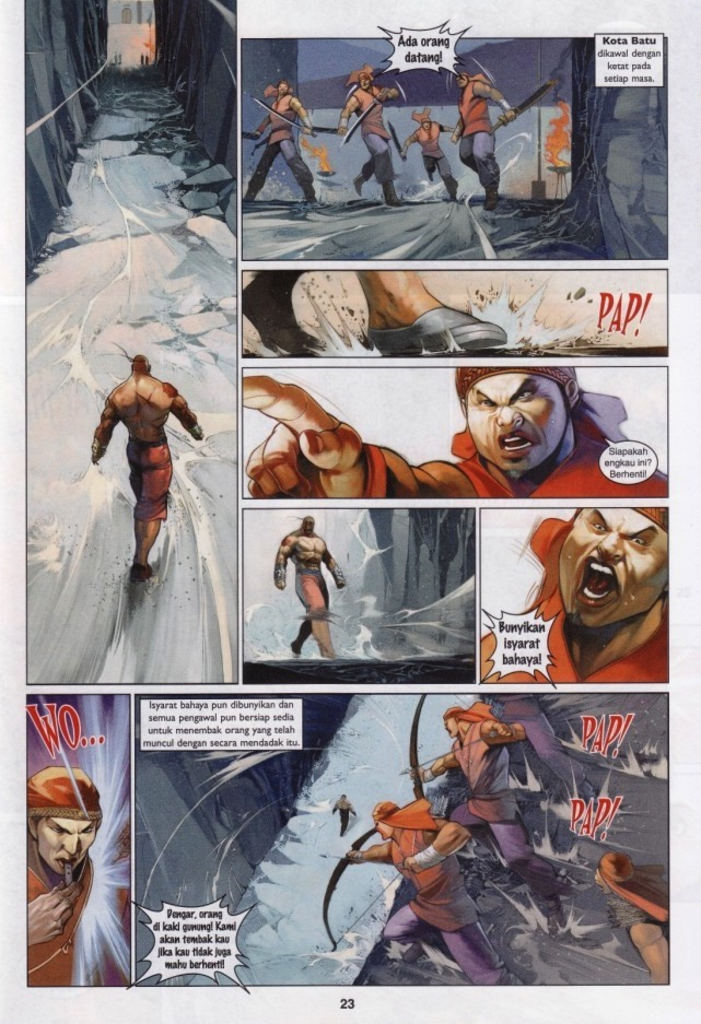 Ada orang
datang!
Kota Batu
dikawal dengan
ketat pada
setiap masa.
PAP!
Siapakah
engkau ini?
Berhenti!
Bunyikan
isyarat
bahaya!
WO...
Isyarat bahaya pun dibunyikan dan
semua pengawal pun bersiap sedia
untuk menembak orang yang telah
muncul dengan secara mendadak itu.
PAP!
PAP!
Dengar, orang
di kaki gunung! Kami
akan tembak kau
jika kau tidak juga
mahu berhenti!
23